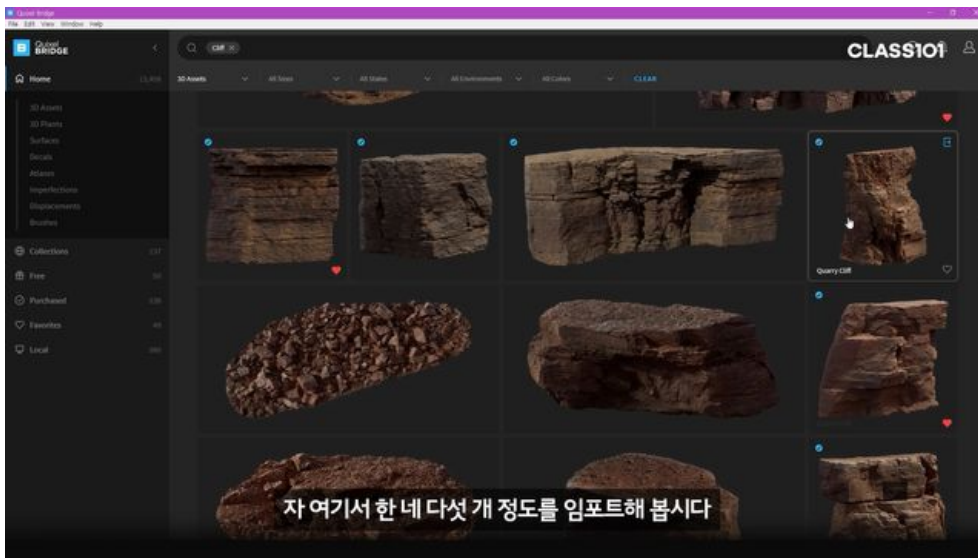 Quixel Bridge
File Edit View Window Help
Quixel
BRIDGE
Cliff
CLASS101
Home
3D Assets All Sizes All States All Environments All Colors CLEAR
3D Assets
3D Plants
Surfaces
Decals
Atlases
Imperfections
Displacements
Brushes
Collections
Free
Purchased
Favorites
Local
Quarry Cliff
자 여기서 한 네 다섯 개 정도를 임포트해 봅시다